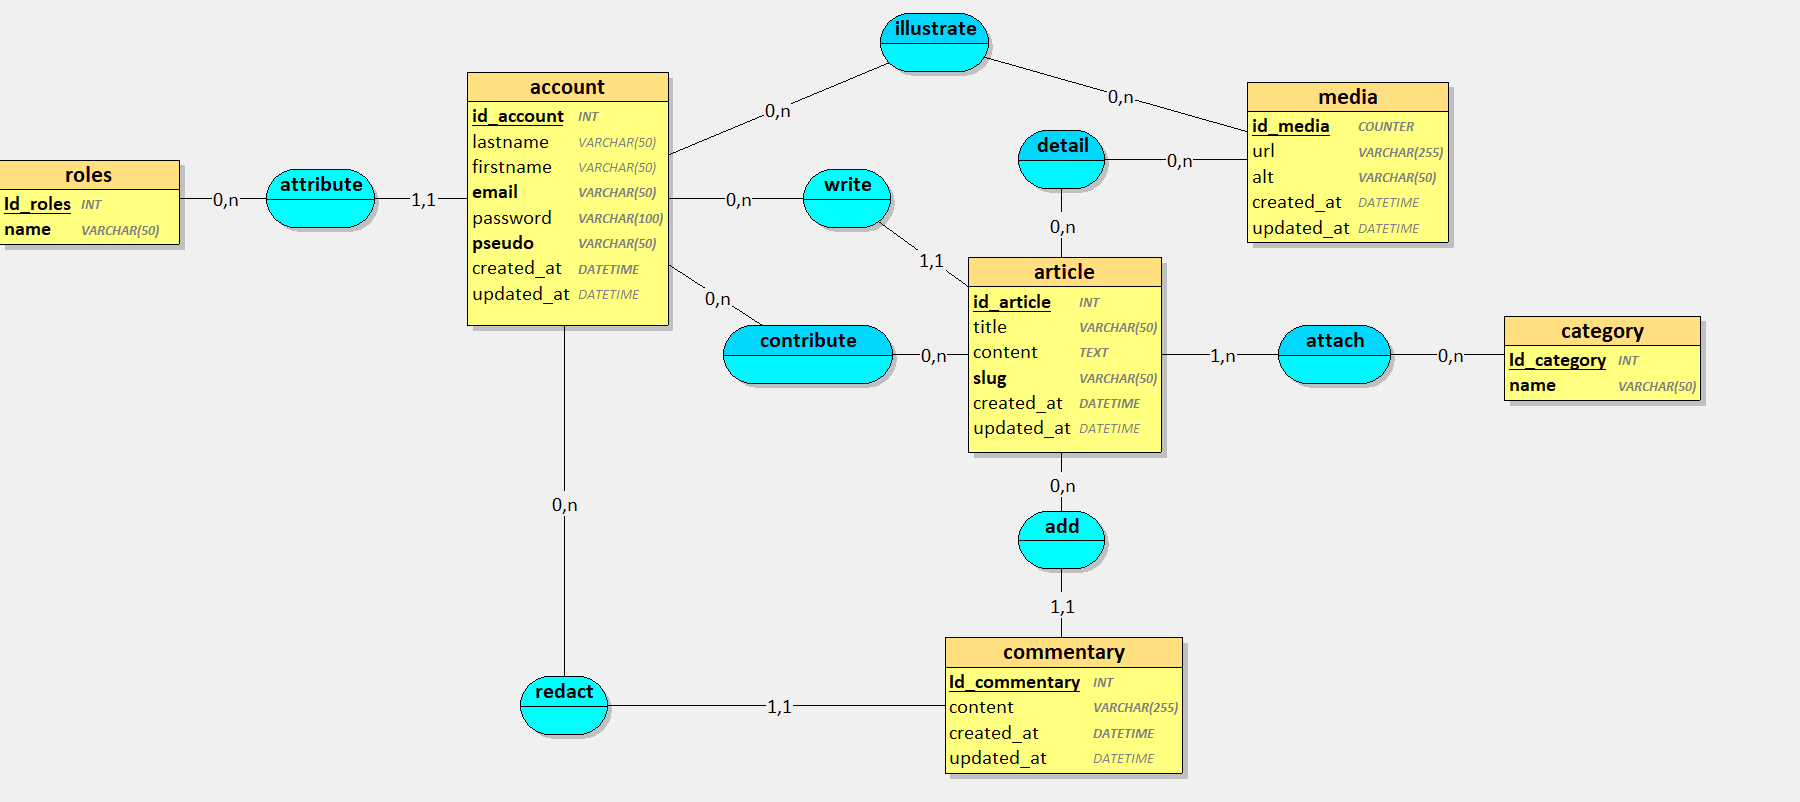 illustrate
account
id_account INT
lastname VARCHAR(50)
firstname VARCHAR(50)
email VARCHAR(50)
password VARCHAR(100)
pseudo VARCHAR(50)
created_at DATETIME
updated_at DATETIME
0,n
0,n
media
id_media COUNTER
url VARCHAR(255)
alt VARCHAR(50)
created_at DATETIME
updated_at DATETIME
detail
0,n
0,n
roles
Id_roles INT
name VARCHAR(50)
0,n
attribute
1,1
0,n
write
1,1
0,n
contribute
0,n
article
id_article INT
title VARCHAR(50)
content TEXT
slug VARCHAR(50)
created_at DATETIME
updated_at DATETIME
1,n
attach
0,n
category
Id_category INT
name VARCHAR(50)
0,n
0,n
add
1,1
redact
1,1
commentary
Id_commentary INT
content VARCHAR(255)
created_at DATETIME
updated_at DATETIME